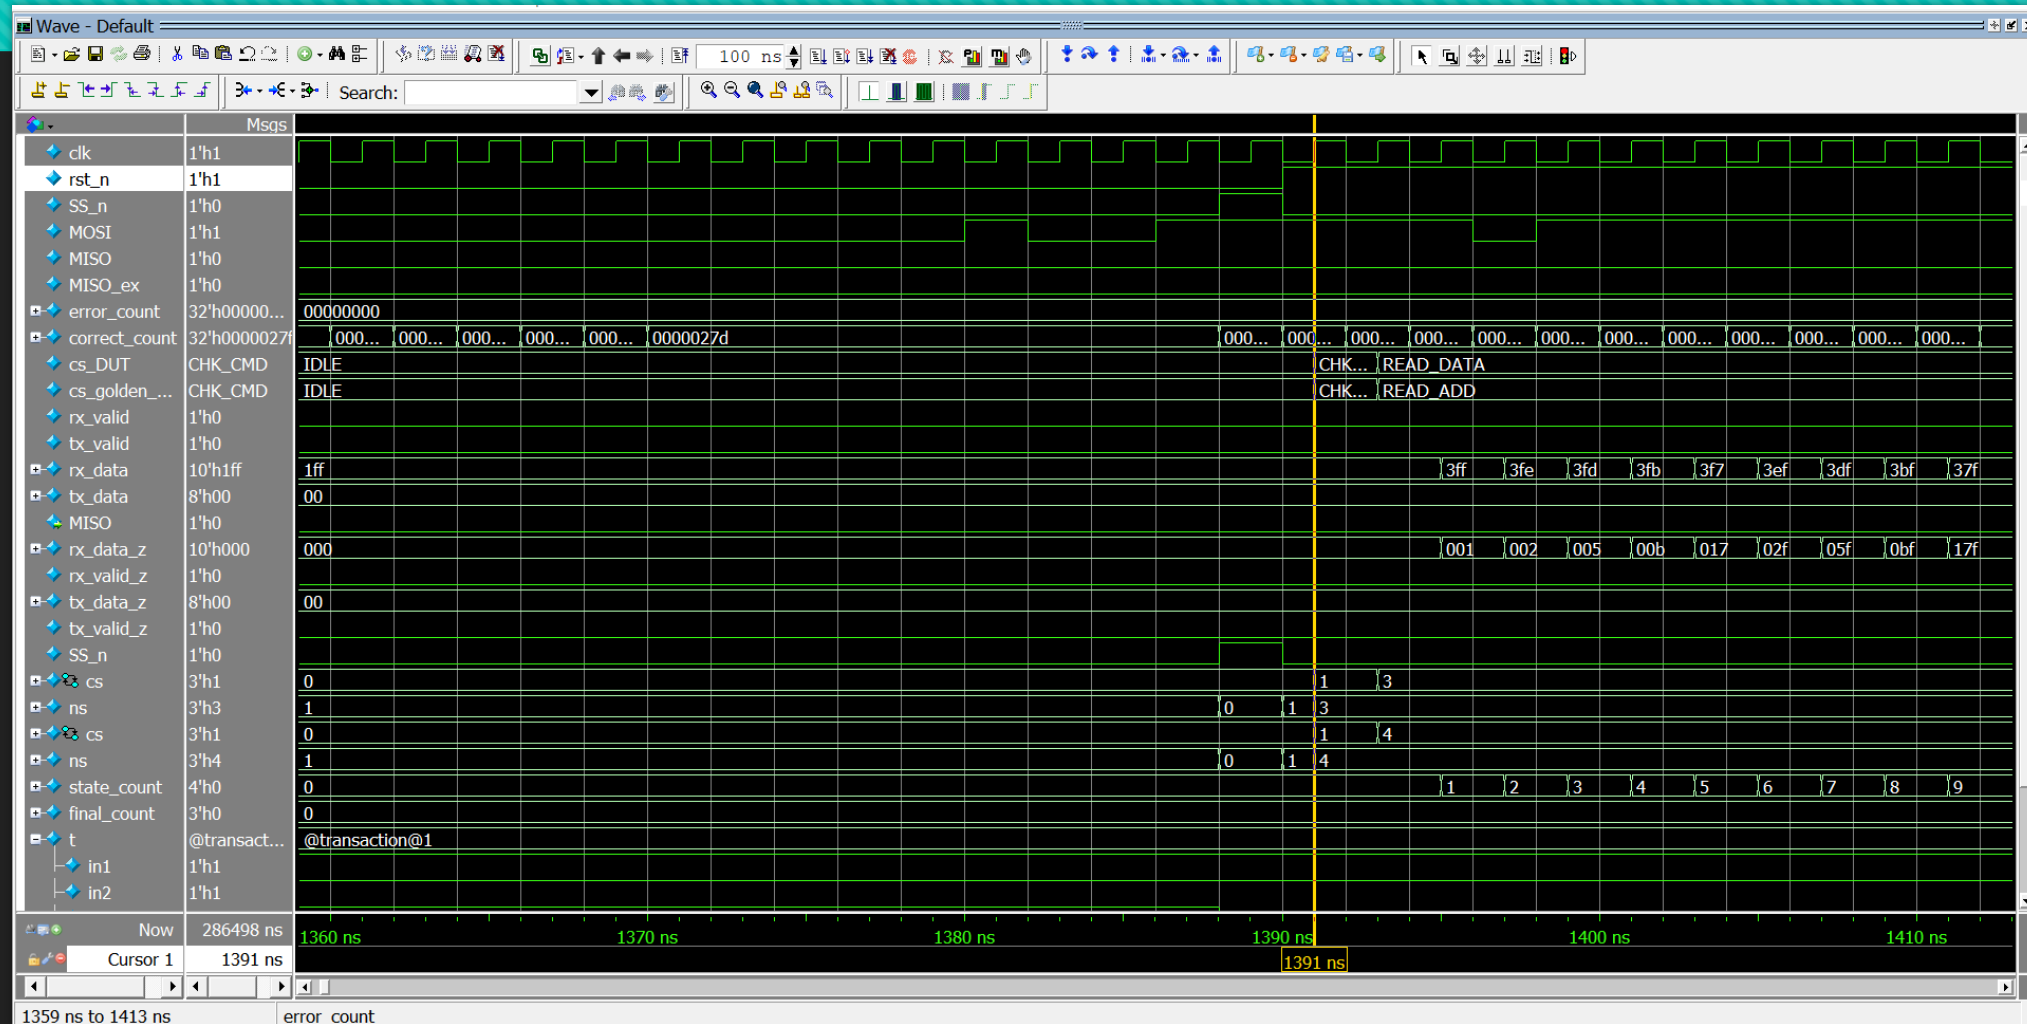 Wave - Default
100 ns
Search:
Msgs
clk 1'h1
rst_n 1'h1
SS_n 1'h0
MOSI 1'h1
MISO 1'h0
MISO_ex 1'h0
error_count 32'h00000... 00000000
correct_count 32'h0000027f 000... 000... 000... 000... 000... 0000027d 000... 000... 000... 000... 000... 000... 000... 000... 000... 000... 000... 000...
cs_DUT CHK_CMD IDLE CHK... READ_DATA
cs_golden_... CHK_CMD IDLE CHK... READ_ADD
rx_valid 1'h0
tx_valid 1'h0
rx_data 10'h1ff 1ff 3ff 3fe 3fd 3fb 3f7 3ef 3df 3bf 37f
tx_data 8'h00 00
MISO 1'h0
rx_data_z 10'h000 000 001 002 005 00b 017 02f 05f 0bf 17f
rx_valid_z 1'h0
tx_data_z 8'h00 00
tx_valid_z 1'h0
SS_n 1'h0
cs 3'h1 0 1 3
ns 3'h3 1 0 1 3
cs 3'h1 0 1 4
ns 3'h4 1 0 1 4
state_count 4'h0 0 1 2 3 4 5 6 7 8 9
final_count 3'h0 0
t @transact... @transaction@1
in1 1'h1
in2 1'h1
Now 286498 ns 1360 ns 1370 ns 1380 ns 1390 ns 1400 ns 1410 ns
Cursor 1 1391 ns 1391 ns
1359 ns to 1413 ns error_count